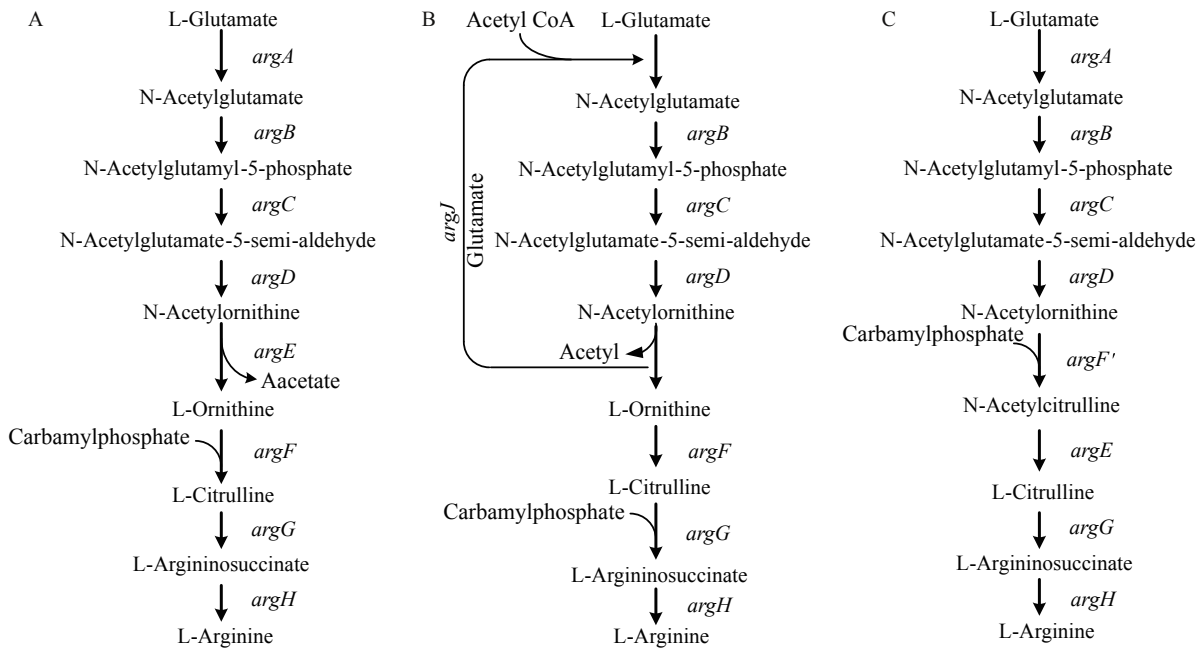 A
L-Glutamate
argA
N-Acetylglutamate
argB
N-Acetylglutamyl-5-phosphate
argC
N-Acetylglutamate-5-semi-aldehyde
argD
N-Acetylornithine
argE
Aacetate
L-Ornithine
Carbamylphosphate
argF
L-Citrulline
argG
L-Argininosuccinate
argH
L-Arginine
B
Acetyl CoA
L-Glutamate
N-Acetylglutamate
argB
N-Acetylglutamyl-5-phosphate
argJ
Glutamate
argC
N-Acetylglutamate-5-semi-aldehyde
argD
N-Acetylornithine
Acetyl
L-Ornithine
argF
L-Citrulline
Carbamylphosphate
argG
L-Argininosuccinate
argH
L-Arginine
C
L-Glutamate
argA
N-Acetylglutamate
argB
N-Acetylglutamyl-5-phosphate
argC
N-Acetylglutamate-5-semi-aldehyde
argD
N-Acetylornithine
Carbamylphosphate
argF'
N-Acetylcitrulline
argE
L-Citrulline
argG
L-Argininosuccinate
argH
L-Arginine